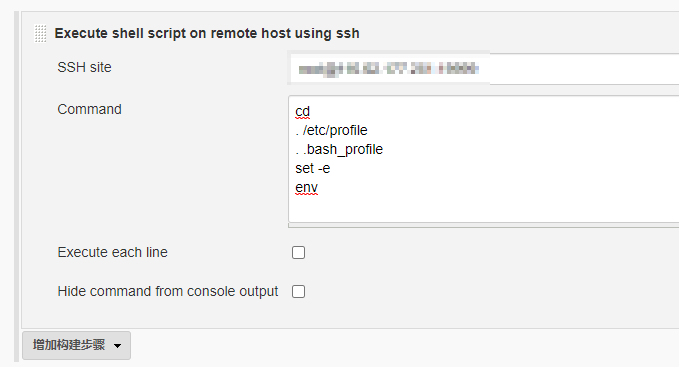 Execute shell script on remote host using ssh
SSH site
Command
cd
. /etc/profile
. .bash_profile
set -e
env
Execute each line
Hide command from console output
增加构建步骤